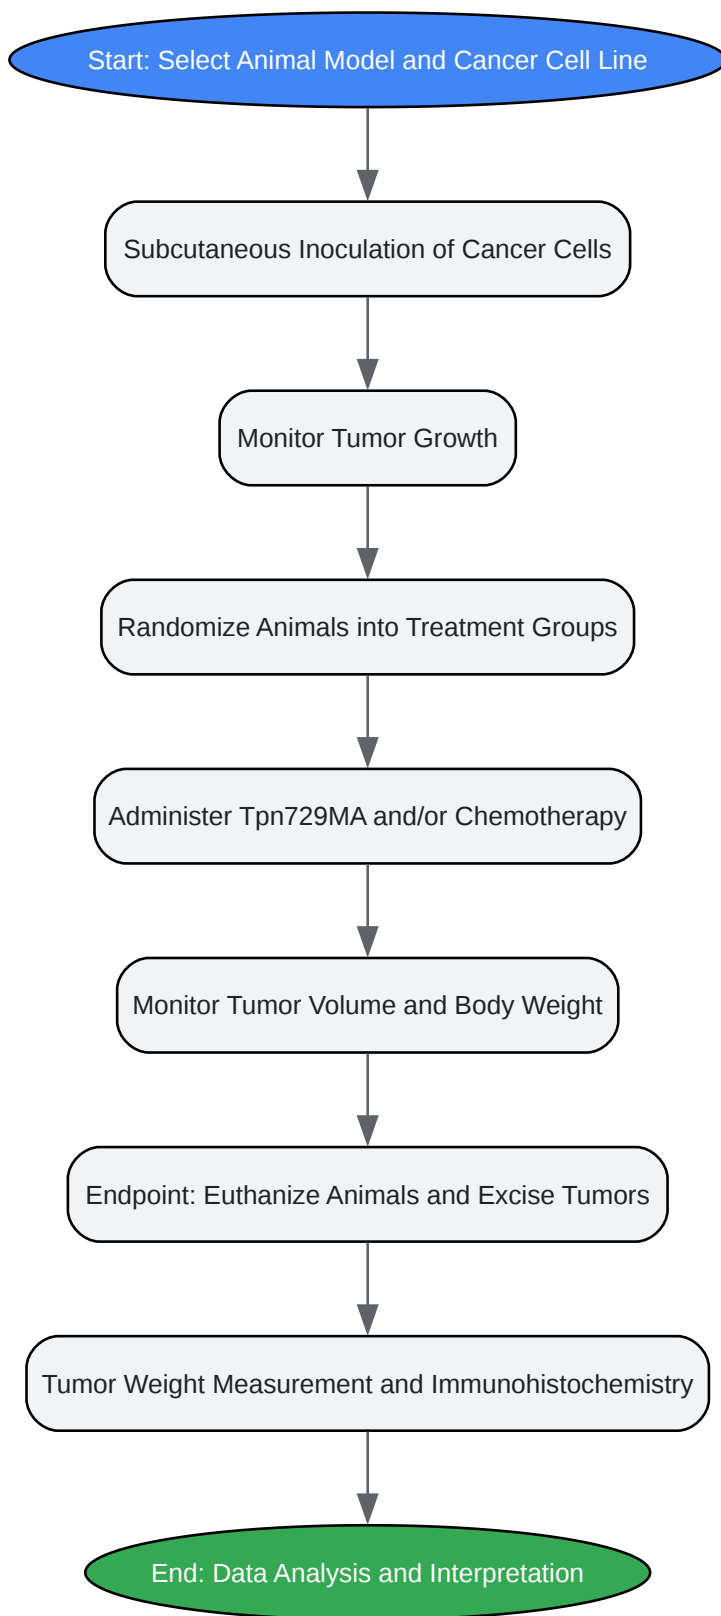 Start: Select Animal Model and Cancer Cell Line
Subcutaneous Inoculation of Cancer Cells
Monitor Tumor Growth
Randomize Animals into Treatment Groups
Administer Tpn729MA and/or Chemotherapy
Monitor Tumor Volume and Body Weight
Endpoint: Euthanize Animals and Excise Tumors
Tumor Weight Measurement and Immunohistochemistry
End: Data Analysis and Interpretation